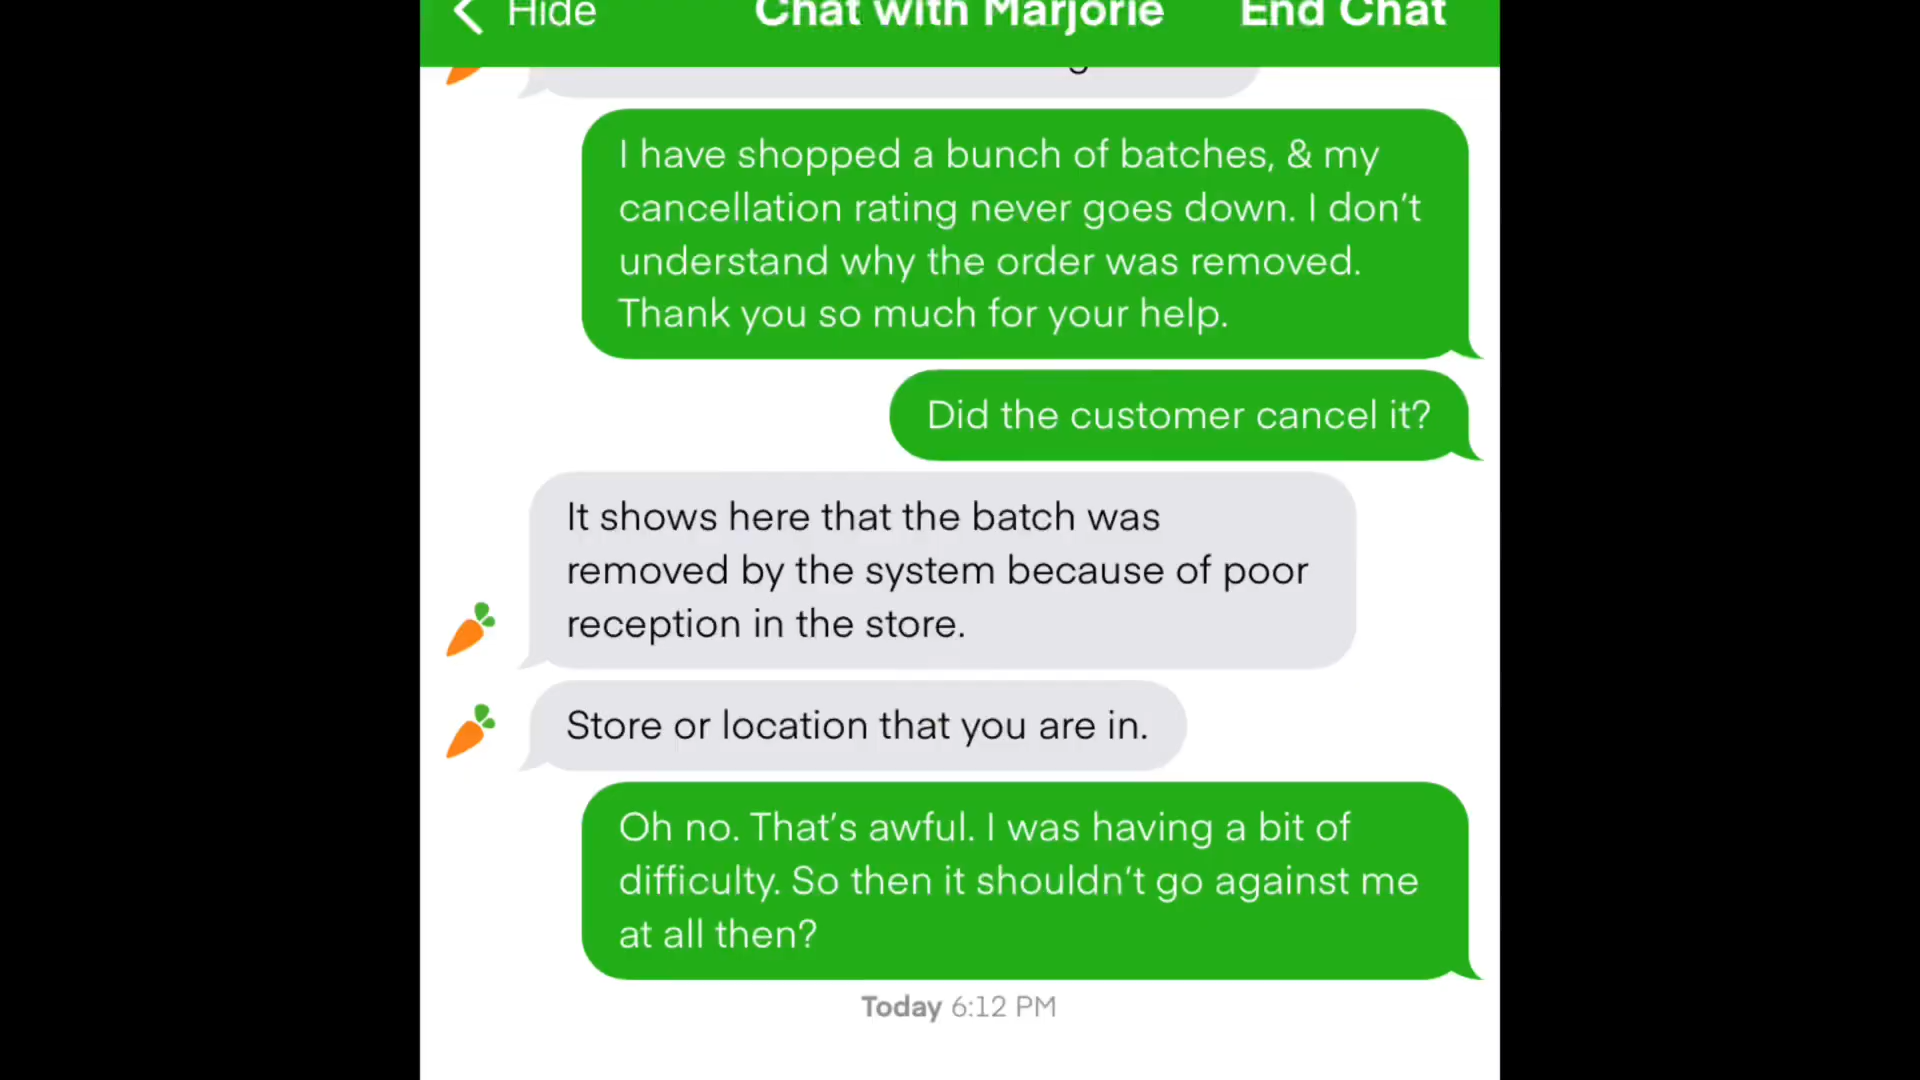 Hide Chat with Marjorie End Chat
I have shopped a bunch of batches, & my
cancellation rating never goes down. I don’t
understand why the order was removed.
Thank you so much for your help.
Did the customer cancel it?
It shows here that the batch was
removed by the system because of poor
reception in the store.
Store or location that you are in.
Oh no. That’s awful. I was having a bit of
difficulty. So then it shouldn’t go against me
at all then?
Today 6:12 PM